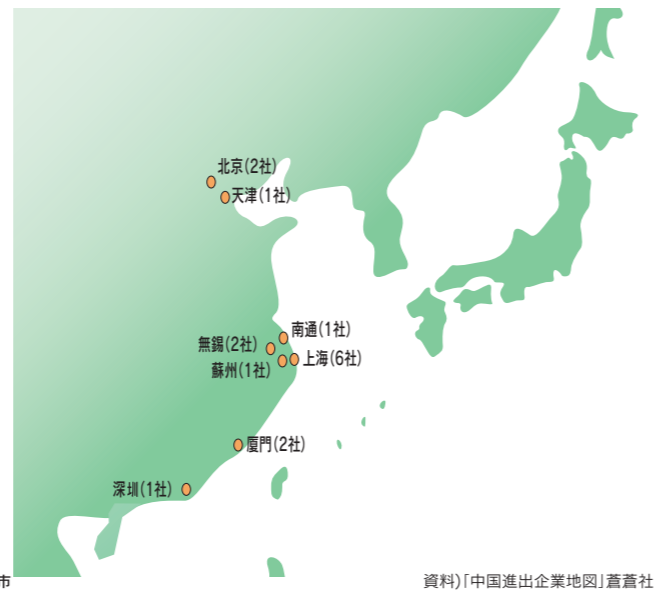 北京(2社)
天津(1社)
南通(1社)
無錫(2社)
上海(6社)
蘇州(1社)
厦門(2社)
深圳(1社)
市
資料)「中国進出企業地図」蒼蒼社